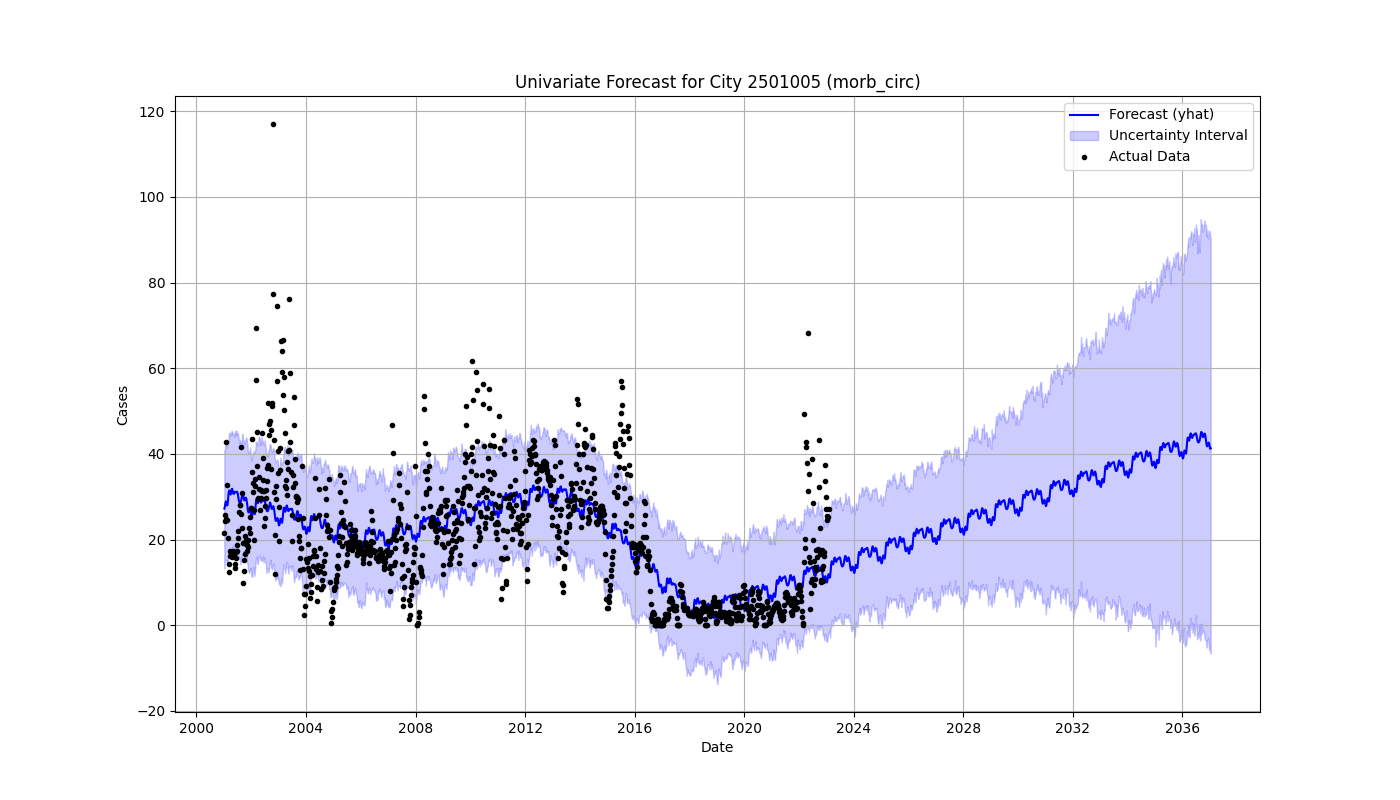 Univariate Forecast for City 2501005 (morb_circ)
Forecast (yhat)
Uncertainty Interval
Actual Data
Cases
120
100
80
60
40
20
0
−20
2000 2004 2008 2012 2016 2020 2024 2028 2032 2036
Date